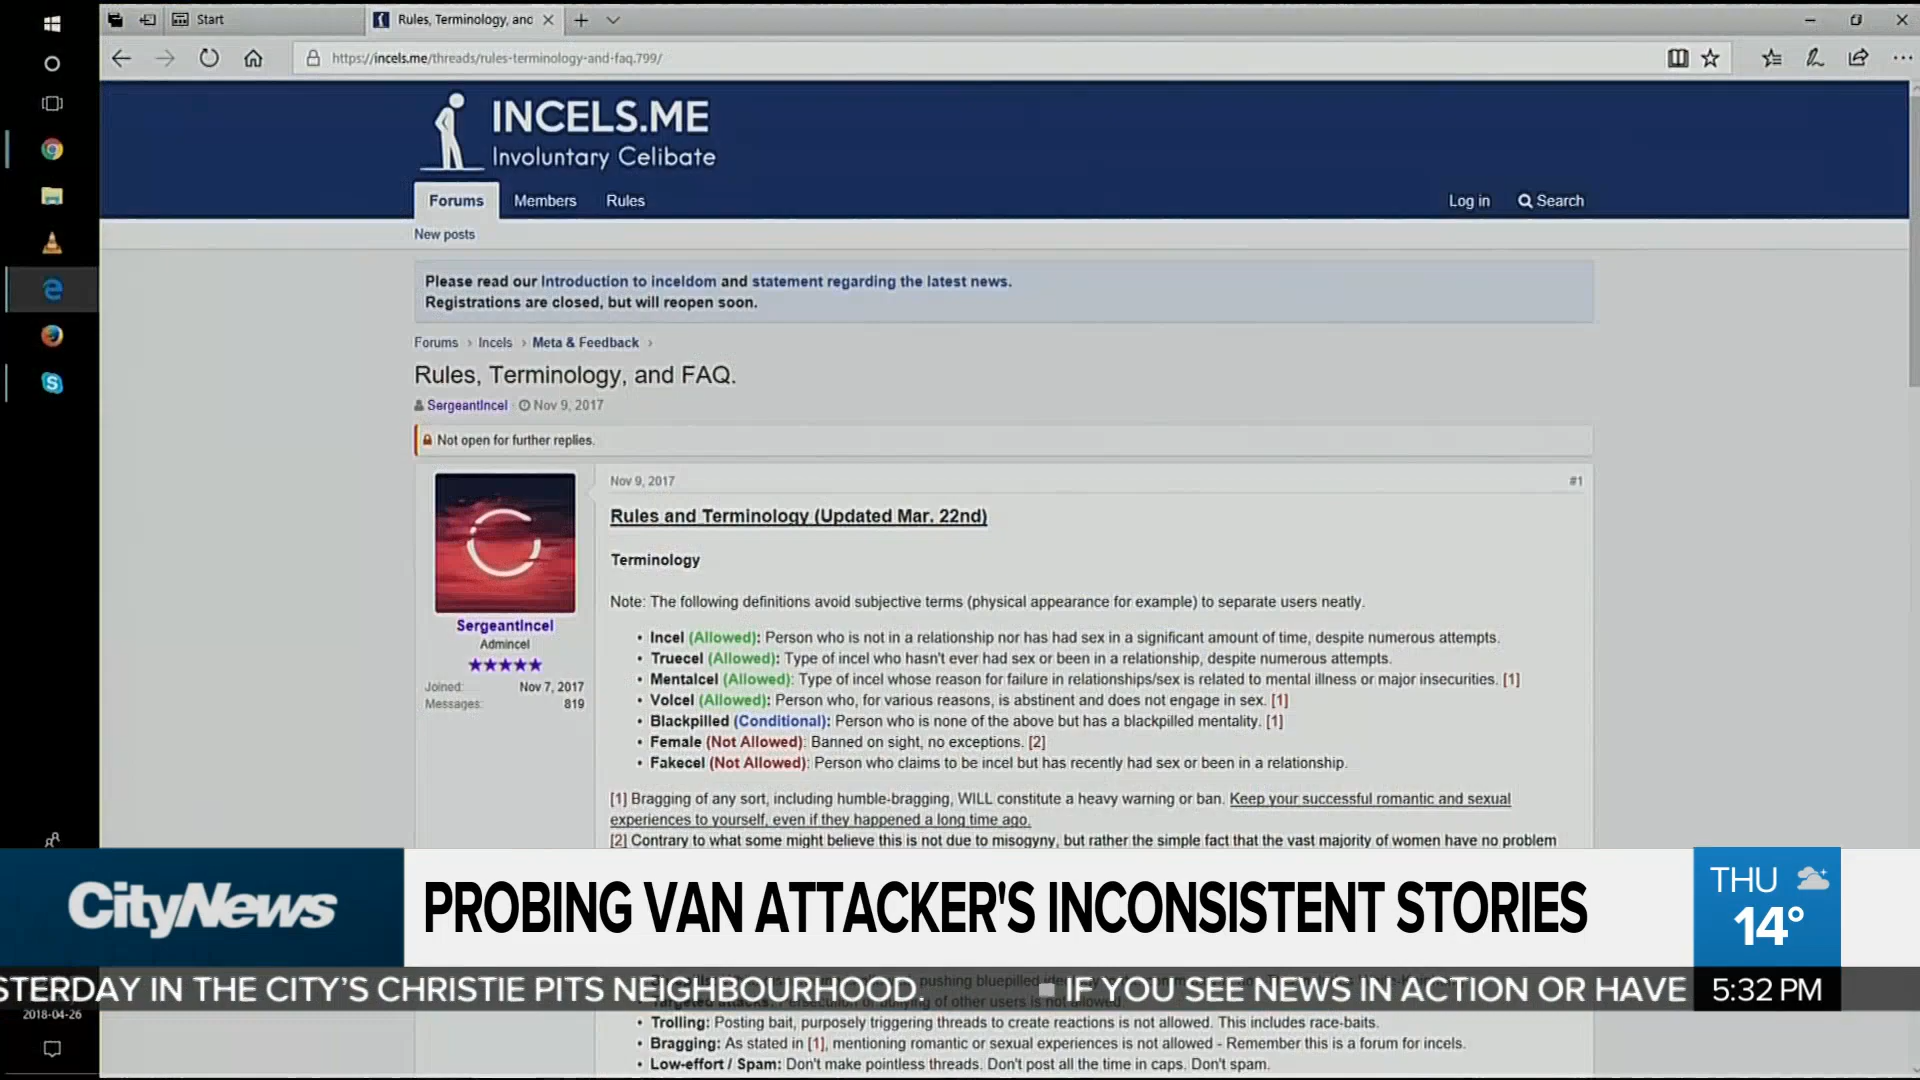 Start
Rules, Terminology, and
https://incels.me/threads/rules-terminology-and-faq.799/
INCELS.ME
Involuntary Celibate
Forums Members Rules Log in Search
New posts
Please read our Introduction to inceldom and statement regarding the latest news.
Registrations are closed, but will reopen soon.
Forums › Incels › Meta & Feedback ›
Rules, Terminology, and FAQ.
SergeantIncel · Nov 9, 2017
Not open for further replies.
SergeantIncel
Admincel
★★★★★
Joined: Nov 7, 2017
Messages: 819
Nov 9, 2017 #1
Rules and Terminology (Updated Mar. 22nd)
Terminology
Note: The following definitions avoid subjective terms (physical appearance for example) to separate users neatly.
• Incel (Allowed): Person who is not in a relationship nor has had sex in a significant amount of time, despite numerous attempts.
• Truecel (Allowed): Type of incel who hasn't ever had sex or been in a relationship, despite numerous attempts.
• Mentalcel (Allowed): Type of incel whose reason for failure in relationships/sex is related to mental illness or major insecurities. [1]
• Volcel (Allowed): Person who, for various reasons, is abstinent and does not engage in sex. [1]
• Blackpilled (Conditional): Person who is none of the above but has a blackpilled mentality. [1]
• Female (Not Allowed): Banned on sight, no exceptions. [2]
• Fakecel (Not Allowed): Person who claims to be incel but has recently had sex or been in a relationship.
[1] Bragging of any sort, including humble-bragging, WILL constitute a heavy warning or ban. Keep your successful romantic and sexual
experiences to yourself, even if they happened a long time ago.
[2] Contrary to what some might believe this is not due to misogyny, but rather the simple fact that the vast majority of women have no problem
CityNews
PROBING VAN ATTACKER'S INCONSISTENT STORIES
THU
14°
STERDAY IN THE CITY'S CHRISTIE PITS NEIGHBOURHOOD. IF YOU SEE NEWS IN ACTION OR HAVE
5:32 PM
2018-04-26
• Targeted attacks: Persecution or bullying of other users is not allowed.
• Trolling: Posting bait, purposely triggering threads to create reactions is not allowed. This includes race-baits.
• Bragging: As stated in [1], mentioning romantic or sexual experiences is not allowed - Remember this is a forum for incels.
• Low-effort / Spam: Don't make pointless threads. Don't post all the time in caps. Don't spam.